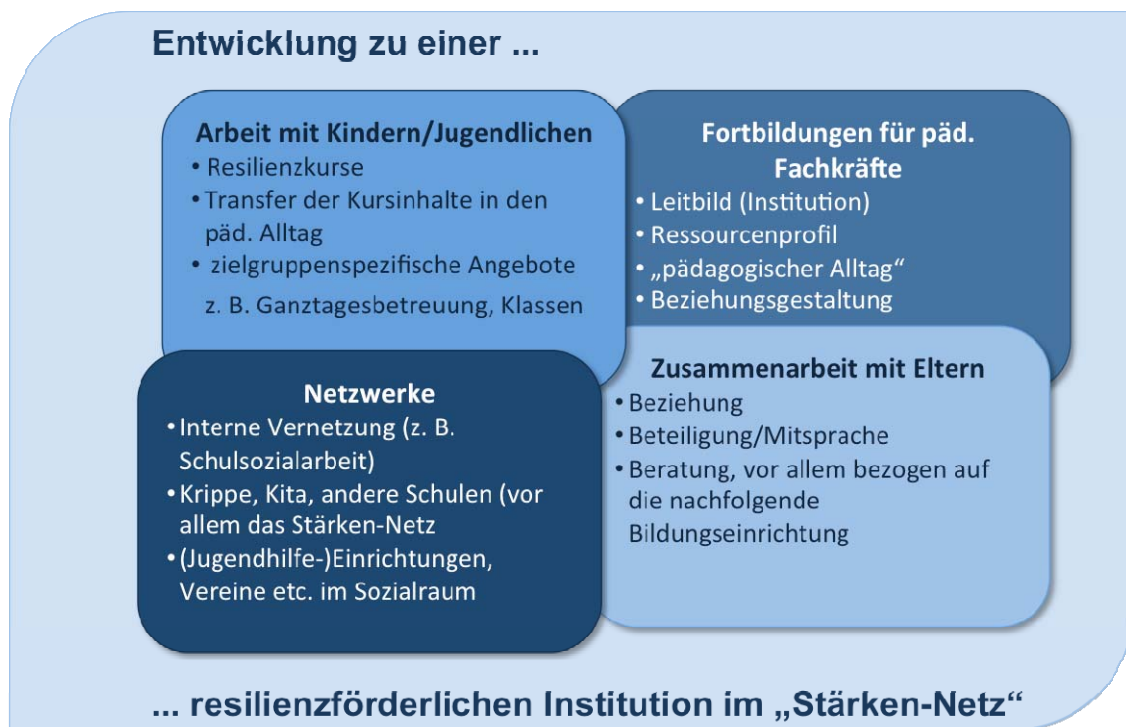 Entwicklung zu einer ...
Arbeit mit Kindern/Jugendlichen
• Resilienzkurse
• Transfer der Kursinhalte in den
päd. Alltag
• zielgruppenspezifische Angebote
z. B. Ganztagesbetreuung, Klassen
Fortbildungen für päd.
Fachkräfte
• Leitbild (Institution)
• Ressourcenprofil
• „pädagogischer Alltag“
• Beziehungsgestaltung
Netzwerke
• Interne Vernetzung (z. B.
Schulsozialarbeit)
• Krippe, Kita, andere Schulen (vor
allem das Stärken-Netz
• (Jugendhilfe-)Einrichtungen,
Vereine etc. im Sozialraum
Zusammenarbeit mit Eltern
• Beziehung
• Beteiligung/Mitsprache
• Beratung, vor allem bezogen auf
die nachfolgende
Bildungseinrichtung
... resilienzförderlichen Institution im „Stärken-Netz“